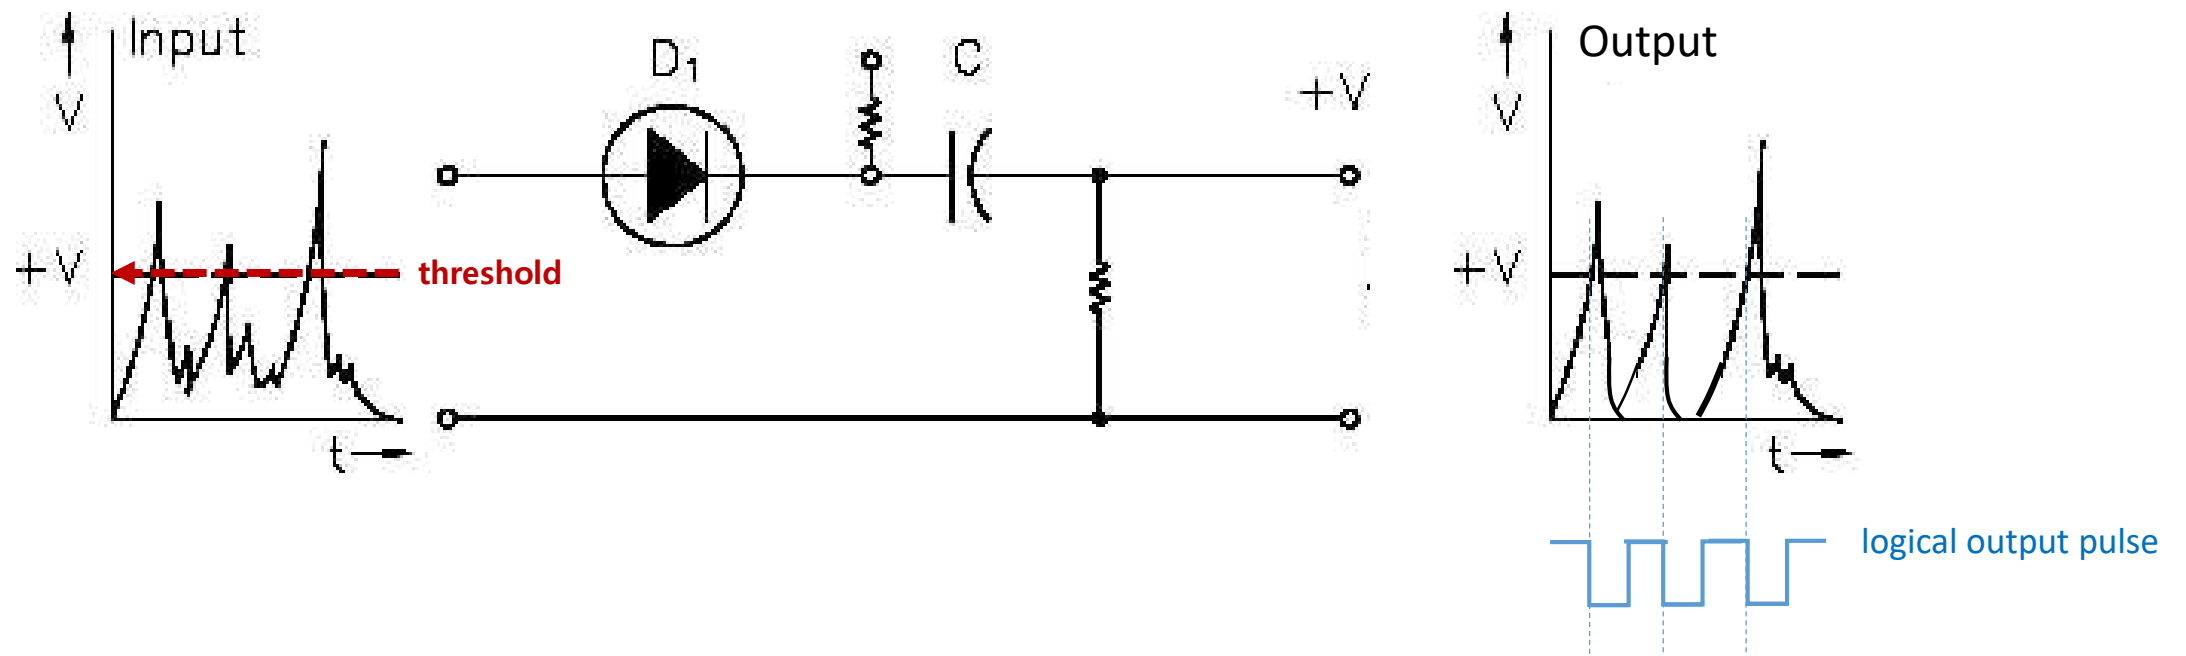 Input
V
+V
threshold
t
D1
C
+V
Output
V
+V
t
logical output pulse